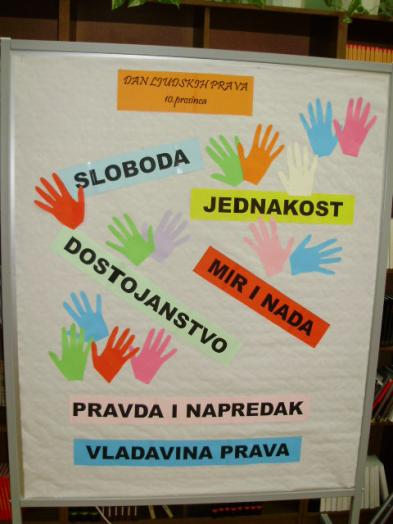 DAN LJUDSKIH PRAVA
10. prosinca
SLOBODA
JEDNAKOST
DOSTOJANSTVO
MIR I NADA
PRAVDA I NAPREDAK
VLADAVINA PRAVA